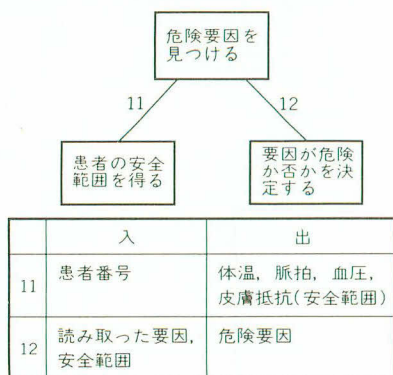 危険要因を
見つける
11
12
患者の安全
範囲を得る
要因が危険
か否かを決
定する
入
出
11
患者番号
体温,脈拍,血圧,
皮膚抵抗(安全範囲)
12
読み取った要因,
安全範囲
危険要因